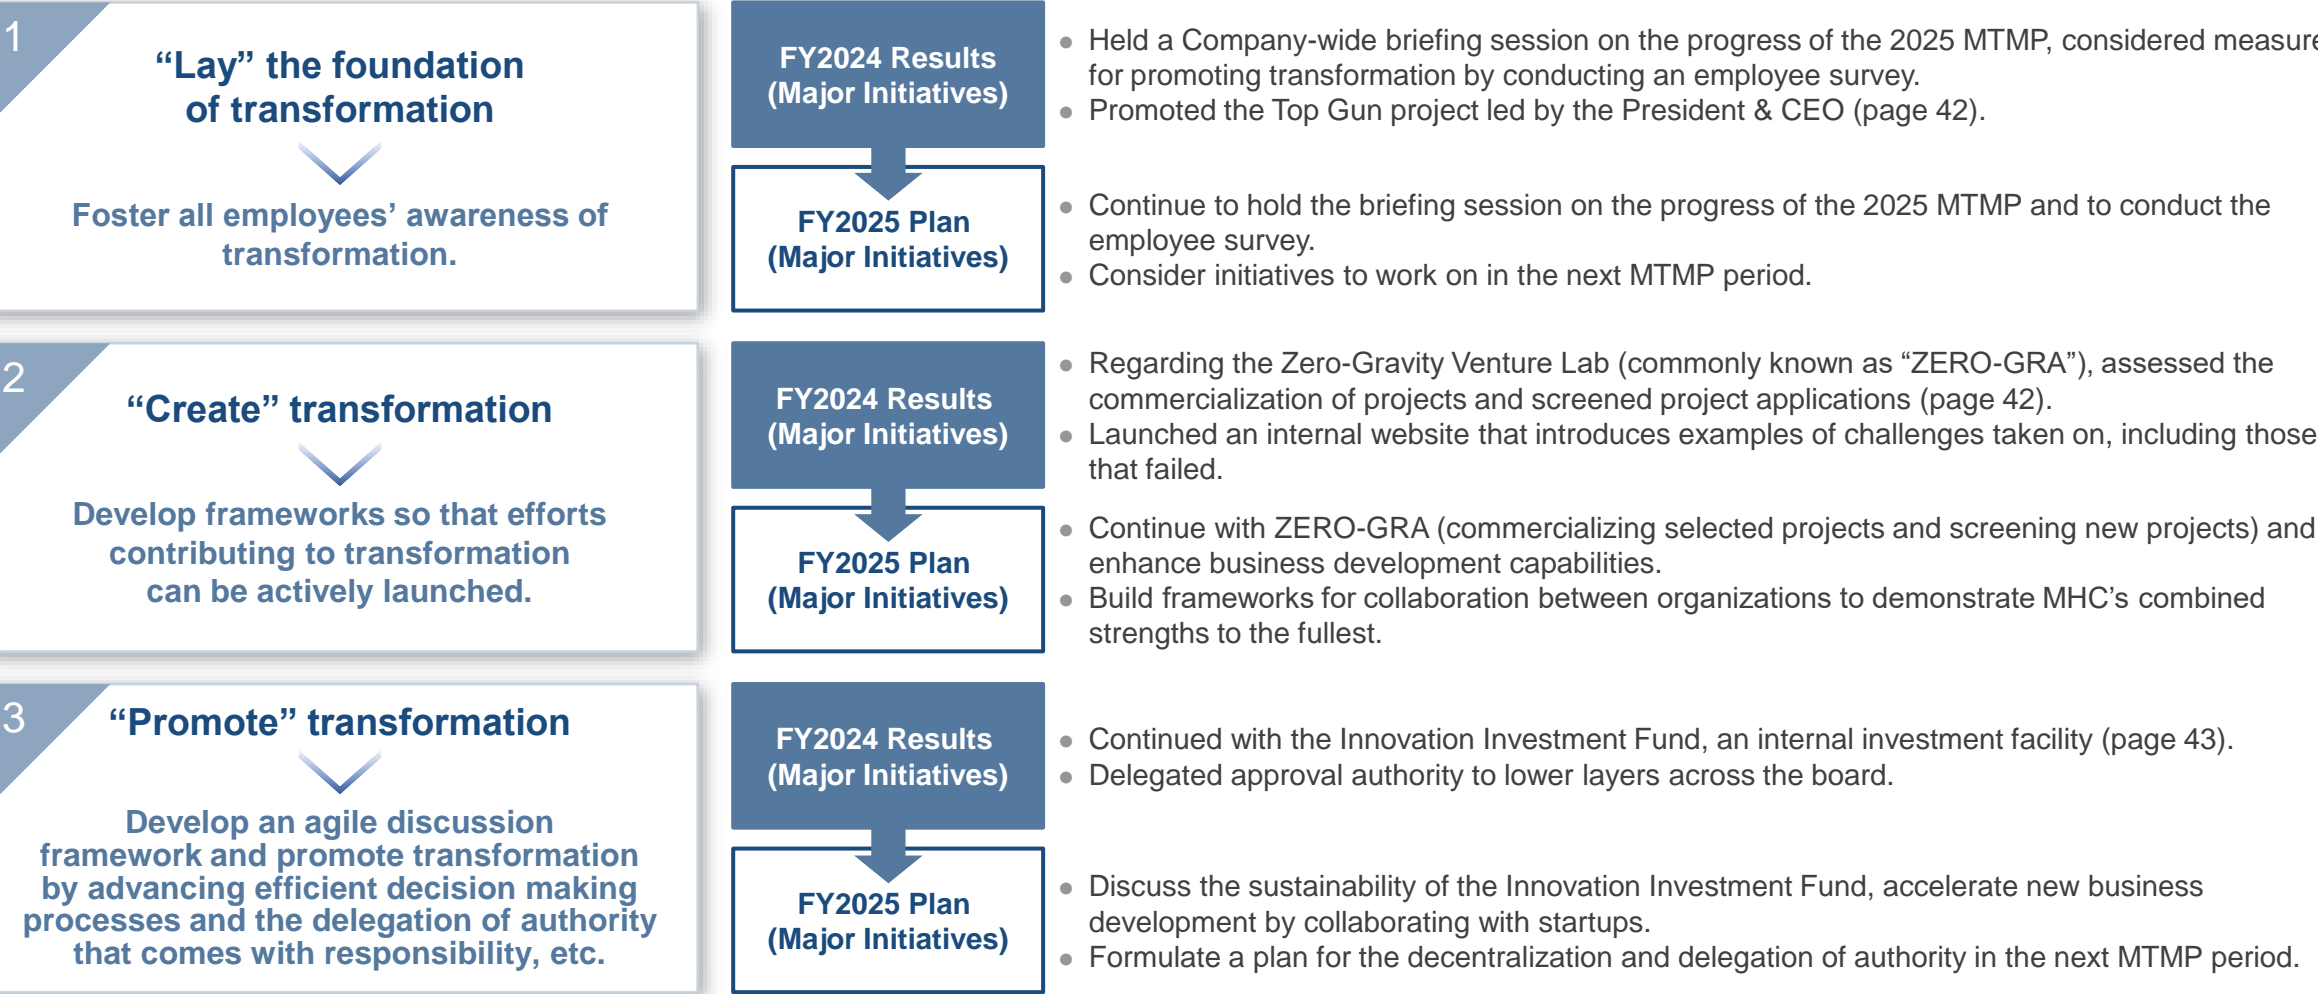 1
“Lay” the foundation
of transformation
Foster all employees’ awareness of
transformation.
FY2024 Results
(Major Initiatives)
● Held a Company-wide briefing session on the progress of the 2025 MTMP, considered measure
for promoting transformation by conducting an employee survey.
● Promoted the Top Gun project led by the President & CEO (page 42).
FY2025 Plan
(Major Initiatives)
● Continue to hold the briefing session on the progress of the 2025 MTMP and to conduct the
employee survey.
● Consider initiatives to work on in the next MTMP period.
2
“Create” transformation
Develop frameworks so that efforts
contributing to transformation
can be actively launched.
FY2024 Results
(Major Initiatives)
● Regarding the Zero-Gravity Venture Lab (commonly known as “ZERO-GRA”), assessed the
commercialization of projects and screened project applications (page 42).
● Launched an internal website that introduces examples of challenges taken on, including those
that failed.
FY2025 Plan
(Major Initiatives)
● Continue with ZERO-GRA (commercializing selected projects and screening new projects) and
enhance business development capabilities.
● Build frameworks for collaboration between organizations to demonstrate MHC’s combined
strengths to the fullest.
3
“Promote” transformation
Develop an agile discussion
framework and promote transformation
by advancing efficient decision making
processes and the delegation of authority
that comes with responsibility, etc.
FY2024 Results
(Major Initiatives)
● Continued with the Innovation Investment Fund, an internal investment facility (page 43).
● Delegated approval authority to lower layers across the board.
FY2025 Plan
(Major Initiatives)
● Discuss the sustainability of the Innovation Investment Fund, accelerate new business
development by collaborating with startups.
● Formulate a plan for the decentralization and delegation of authority in the next MTMP period.